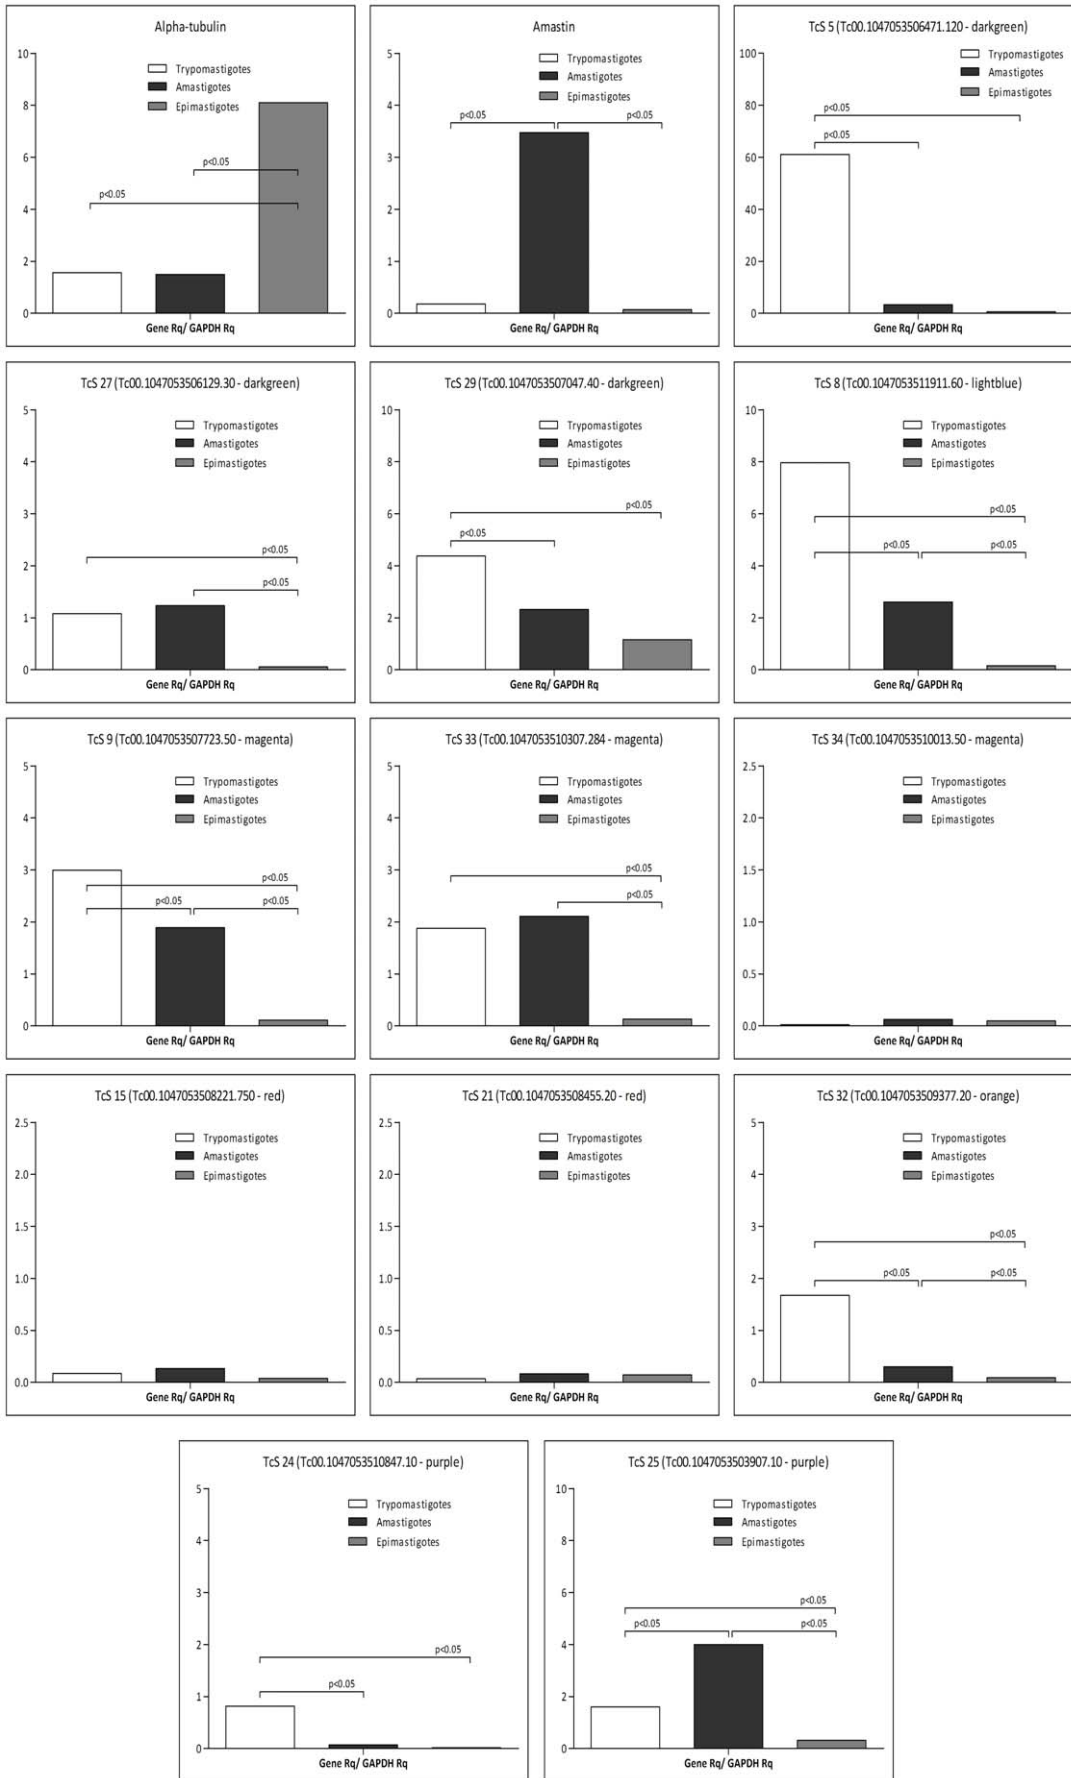 Alpha-tubulin
10
8
6
4
2
0
Trypomastigotes
Amastigotes
Epimastigotes
p<0.05
p<0.05
Gene Rq/ GAPDH Rq
Amastin
5
4
3
2
1
0
Trypomastigotes
Amastigotes
Epimastigotes
p<0.05 p<0.05
Gene Rq/ GAPDH Rq
TcS 5 (Tc00.1047053506471.120 - darkgreen)
100
80
60
40
20
0
Trypomastigotes
Amastigotes
Epimastigotes
p<0.05
p<0.05
Gene Rq/ GAPDH Rq
TcS 27 (Tc00.1047053506129.30 - darkgreen)
5
4
3
2
1
0
Trypomastigotes
Amastigotes
Epimastigotes
p<0.05
p<0.05
Gene Rq/ GAPDH Rq
TcS 29 (Tc00.1047053507047.40 - darkgreen)
10
8
6
4
2
0
Trypomastigotes
Amastigotes
Epimastigotes
p<0.05
p<0.05
Gene Rq/ GAPDH Rq
TcS 8 (Tc00.1047053511911.60 - lightblue)
10
8
6
4
2
0
Trypomastigotes
Amastigotes
Epimastigotes
p<0.05
p<0.05 p<0.05
Gene Rq/ GAPDH Rq
TcS 9 (Tc00.1047053507723.50 - magenta)
5
4
3
2
1
0
Trypomastigotes
Amastigotes
Epimastigotes
p<0.05
p<0.05 p<0.05
Gene Rq/ GAPDH Rq
TcS 33 (Tc00.1047053510307.284 - magenta)
5
4
3
2
1
0
Trypomastigotes
Amastigotes
Epimastigotes
p<0.05
p<0.05
Gene Rq/ GAPDH Rq
TcS 34 (Tc00.1047053510013.50 - magenta)
2.5
2.0
1.5
1.0
0.5
0.0
Trypomastigotes
Amastigotes
Epimastigotes
Gene Rq/ GAPDH Rq
TcS 15 (Tc00.1047053508221.750 - red)
2.5
2.0
1.5
1.0
0.5
0.0
Trypomastigotes
Amastigotes
Epimastigotes
Gene Rq/ GAPDH Rq
TcS 21 (Tc00.1047053508455.20 - red)
2.5
2.0
1.5
1.0
0.5
0.0
Trypomastigotes
Amastigotes
Epimastigotes
Gene Rq/ GAPDH Rq
TcS 32 (Tc00.1047053509377.20 - orange)
5
4
3
2
1
0
Trypomastigotes
Amastigotes
Epimastigotes
p<0.05
p<0.05 p<0.05
Gene Rq/ GAPDH Rq
TcS 24 (Tc00.1047053510847.10 - purple)
5
4
3
2
1
0
Trypomastigotes
Amastigotes
Epimastigotes
p<0.05
p<0.05
Gene Rq/ GAPDH Rq
TcS 25 (Tc00.1047053503907.10 - purple)
10
8
6
4
2
0
Trypomastigotes
Amastigotes
Epimastigotes
p<0.05
p<0.05 p<0.05
Gene Rq/ GAPDH Rq